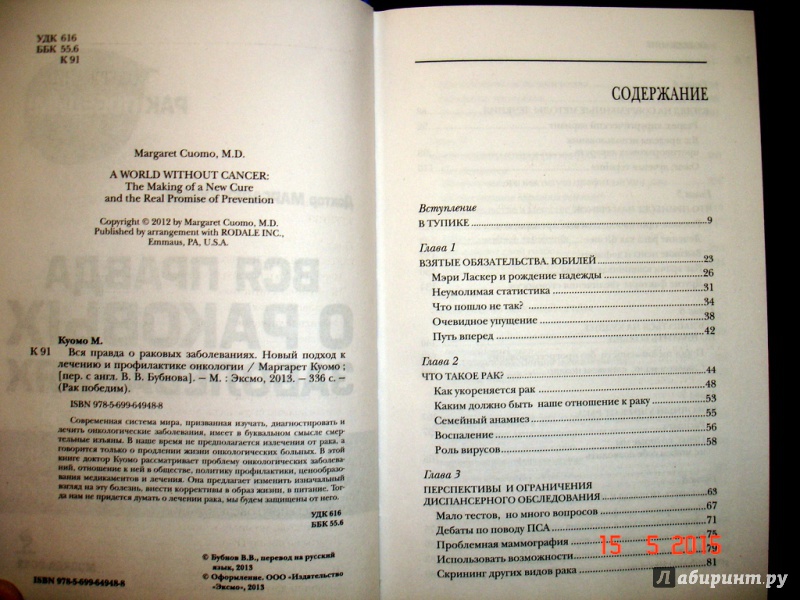 УДК 616
ББК 55.6
К 91
Margaret Cuomo, M.D.
A WORLD WITHOUT CANCER:
The Making of a New Cure
and the Real Promise of Prevention
Copyright © 2012 by Margaret Cuomo, M.D.
Published by arrangement with RODALE INC.,
Emmaus, PA, U.S.A.
Куомо М.
К 91 Вся правда о раковых заболеваниях. Новый подход к
лечению и профилактике онкологии / Маргарет Куомо ;
[пер. с англ. В. В. Бубнова]. – М. : Эксмо, 2013. – 336 с. –
(Рак победим).
ISBN 978-5-699-64948-8
Современная система мира, призванная изучать, диагностировать и
лечить онкологические заболевания, имеет в буквальном смысле смер-
тельные изъяны. В наше время не предполагается излечения от рака, а
говорится только о продлении жизни онкологических больных. В этой
книге доктор Куомо рассматривает проблему онкологических заболева-
ний, отношение к ней в обществе, политику профилактики, ценообразо-
вания медикаментов и лечения. Она предлагает изменить изначальный
взгляд на эту болезнь, внести коррективы в образ жизни, в питание. Тог-
да нам не придется думать о лечении рака, мы будем защищены от него.
УДК 616
ББК 55.6
© Бубнов В.В., перевод на русский
язык, 2013
© Оформление. ООО «Издательство
«Эксмо», 2013
ISBN 978-5-699-64948-8
СОДЕРЖАНИЕ
Вступление
В ТУПИКЕ 9
Глава 1
ВЗЯТЫЕ ОБЯЗАТЕЛЬСТВА. ЮБИЛЕЙ 23
Мэри Ласкер и рождение надежды 26
Неумолимая статистика 31
Что пошло не так? 34
Очевидное упущение 38
Путь вперед 42
Глава 2
ЧТО ТАКОЕ РАК? 44
Как укореняется рак 48
Каким должно быть наше отношение к раку 53
Семейный анамнез 55
Воспаление 56
Роль вирусов 58
Глава 3
ПЕРСПЕКТИВЫ И ОГРАНИЧЕНИЯ
ДИСПАНСЕРНОГО ОБСЛЕДОВАНИЯ 63
Мало тестов, но много вопросов 67
Дебаты по поводу ПСА 71
Проблемная маммография
Использовать возможности
Скрининг других видов рака 81
15 5 2015
Лабиринт.ру